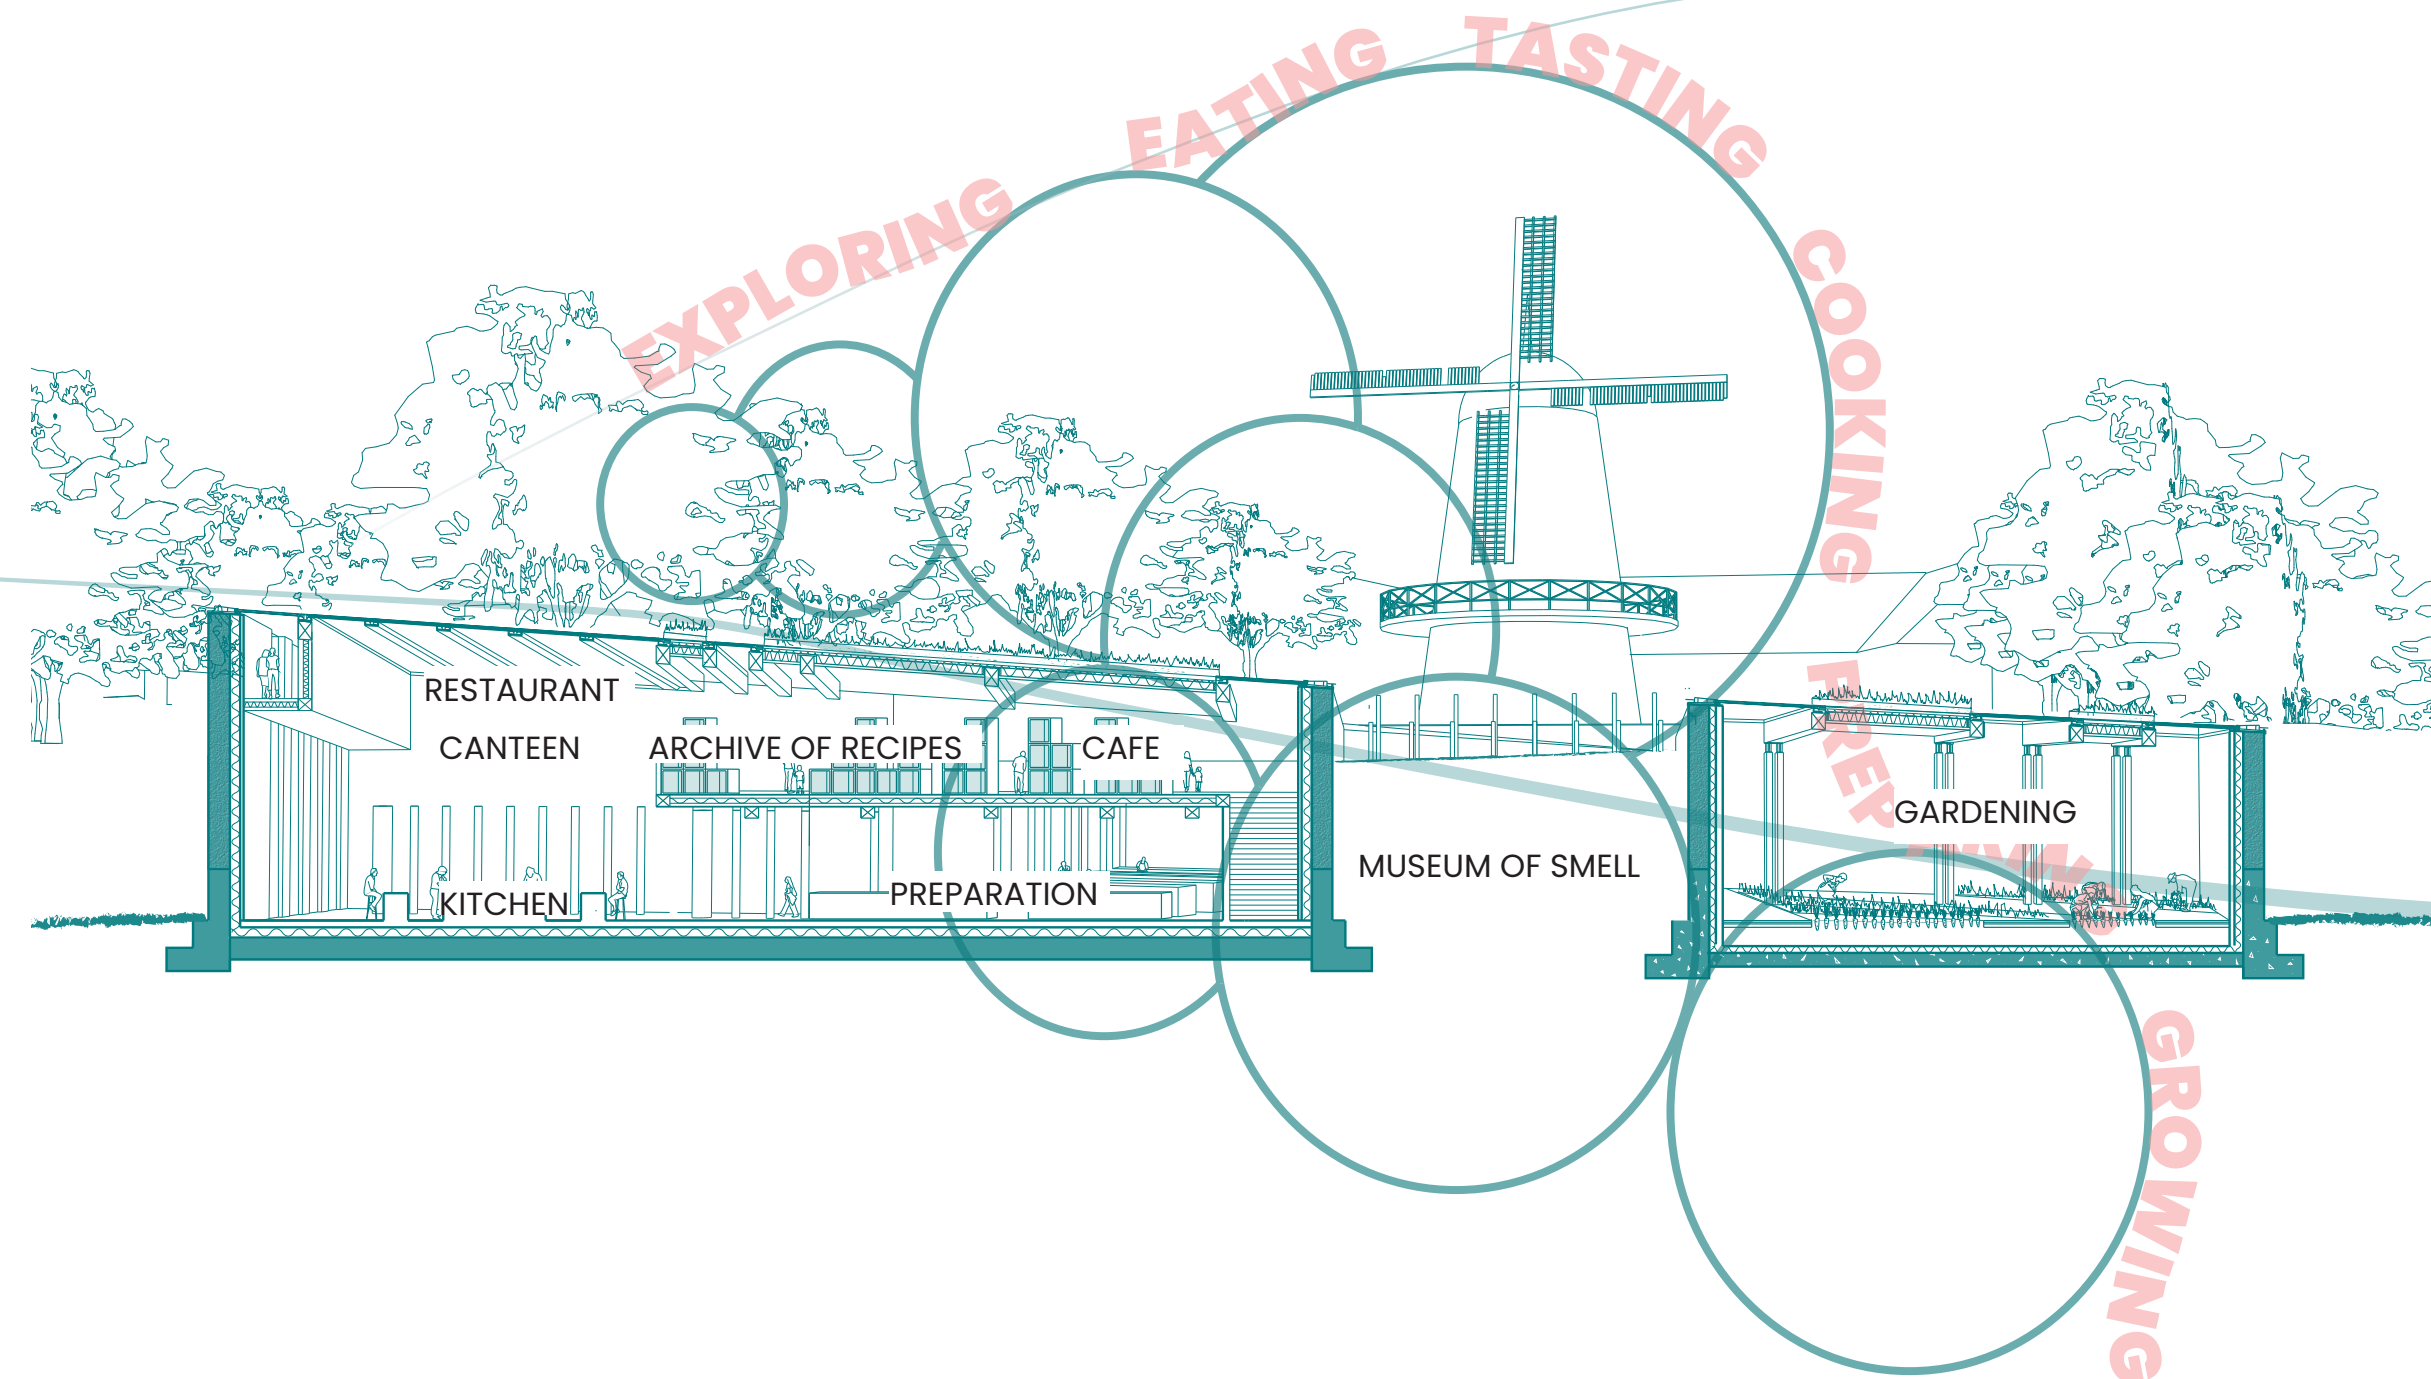 EXPLORING
EATING
TASTING
COOKING
GROWING
RESTAURANT
CANTEEN
ARCHIVE OF RECIPES
CAFE
KITCHEN
PREPARATION
MUSEUM OF SMELL
GARDENING